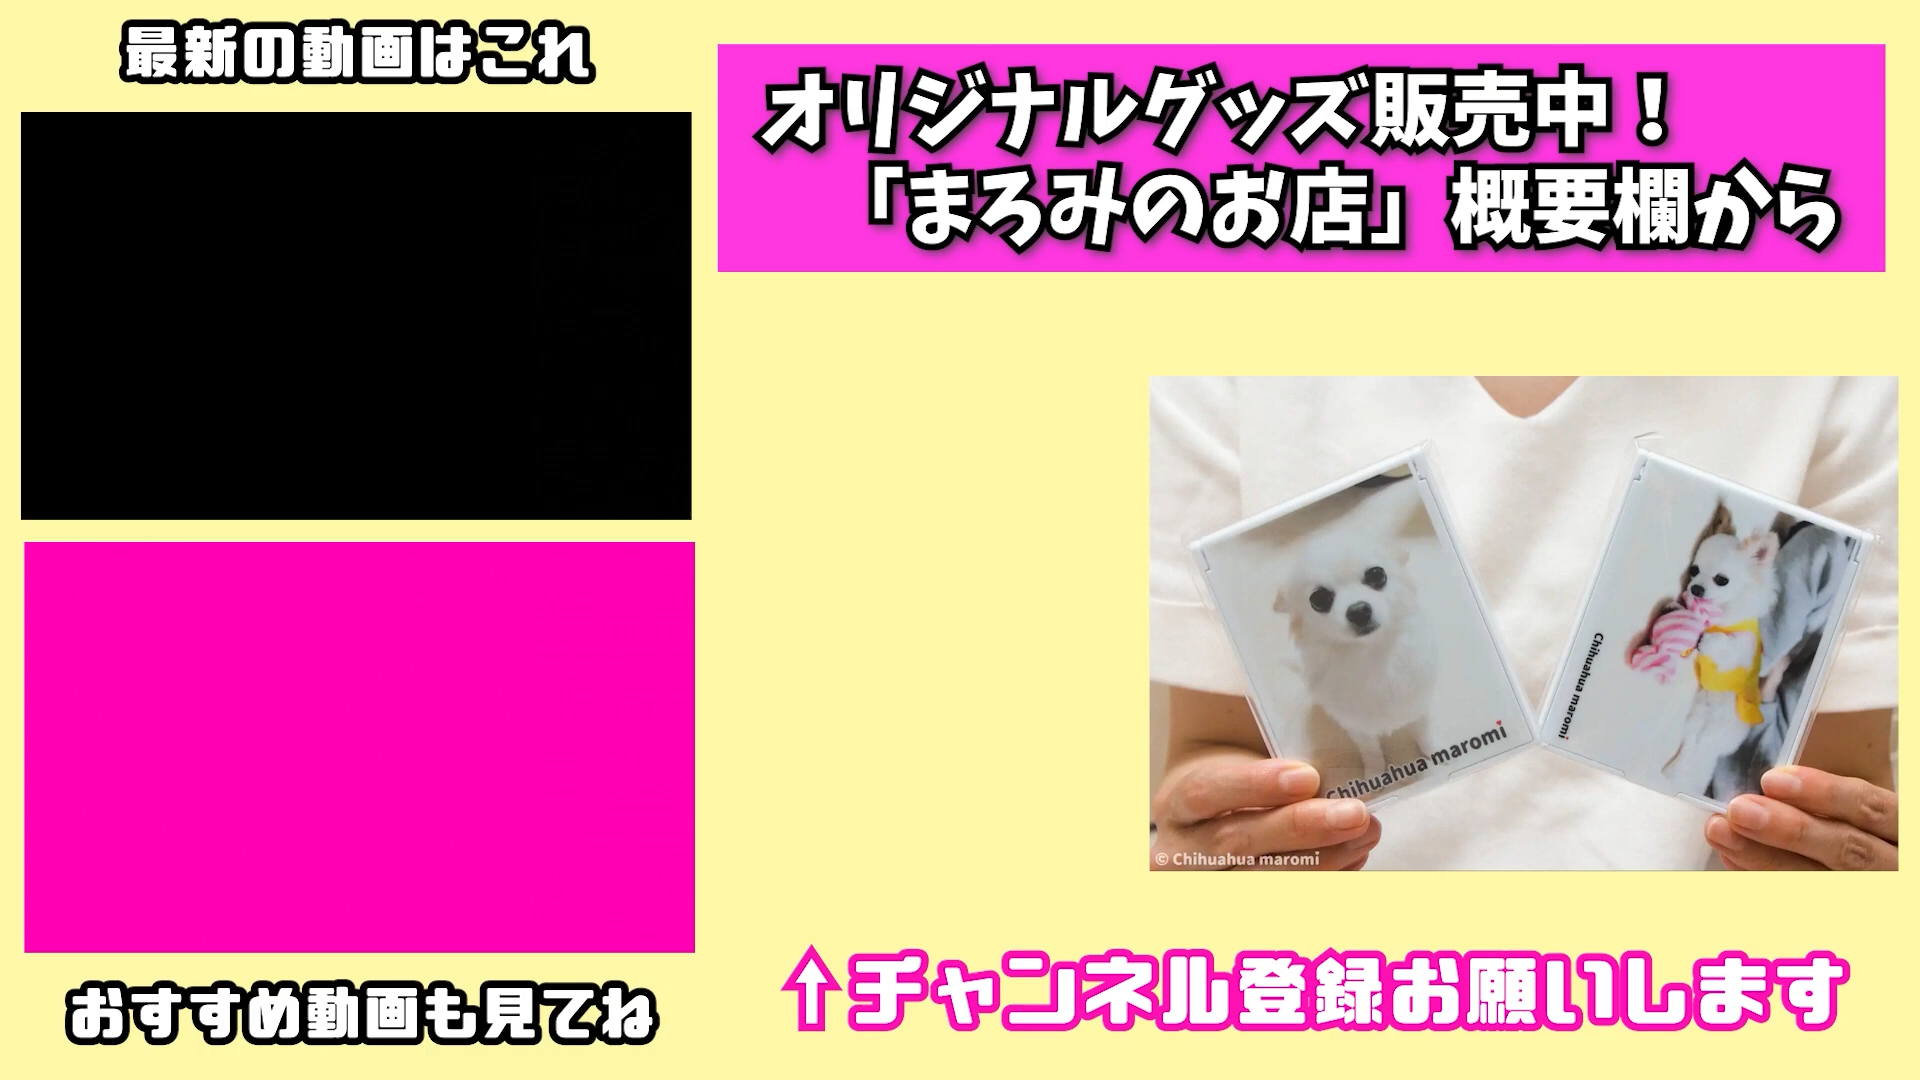 最新の動画はこれ
オリジナルグッズ販売中！
「まろみのお店」概要欄から
Chihuahua maromi
Chihuahua maromi
© Chihuahua maromi
おすすめ動画も見てね
↑チャンネル登録お願いします